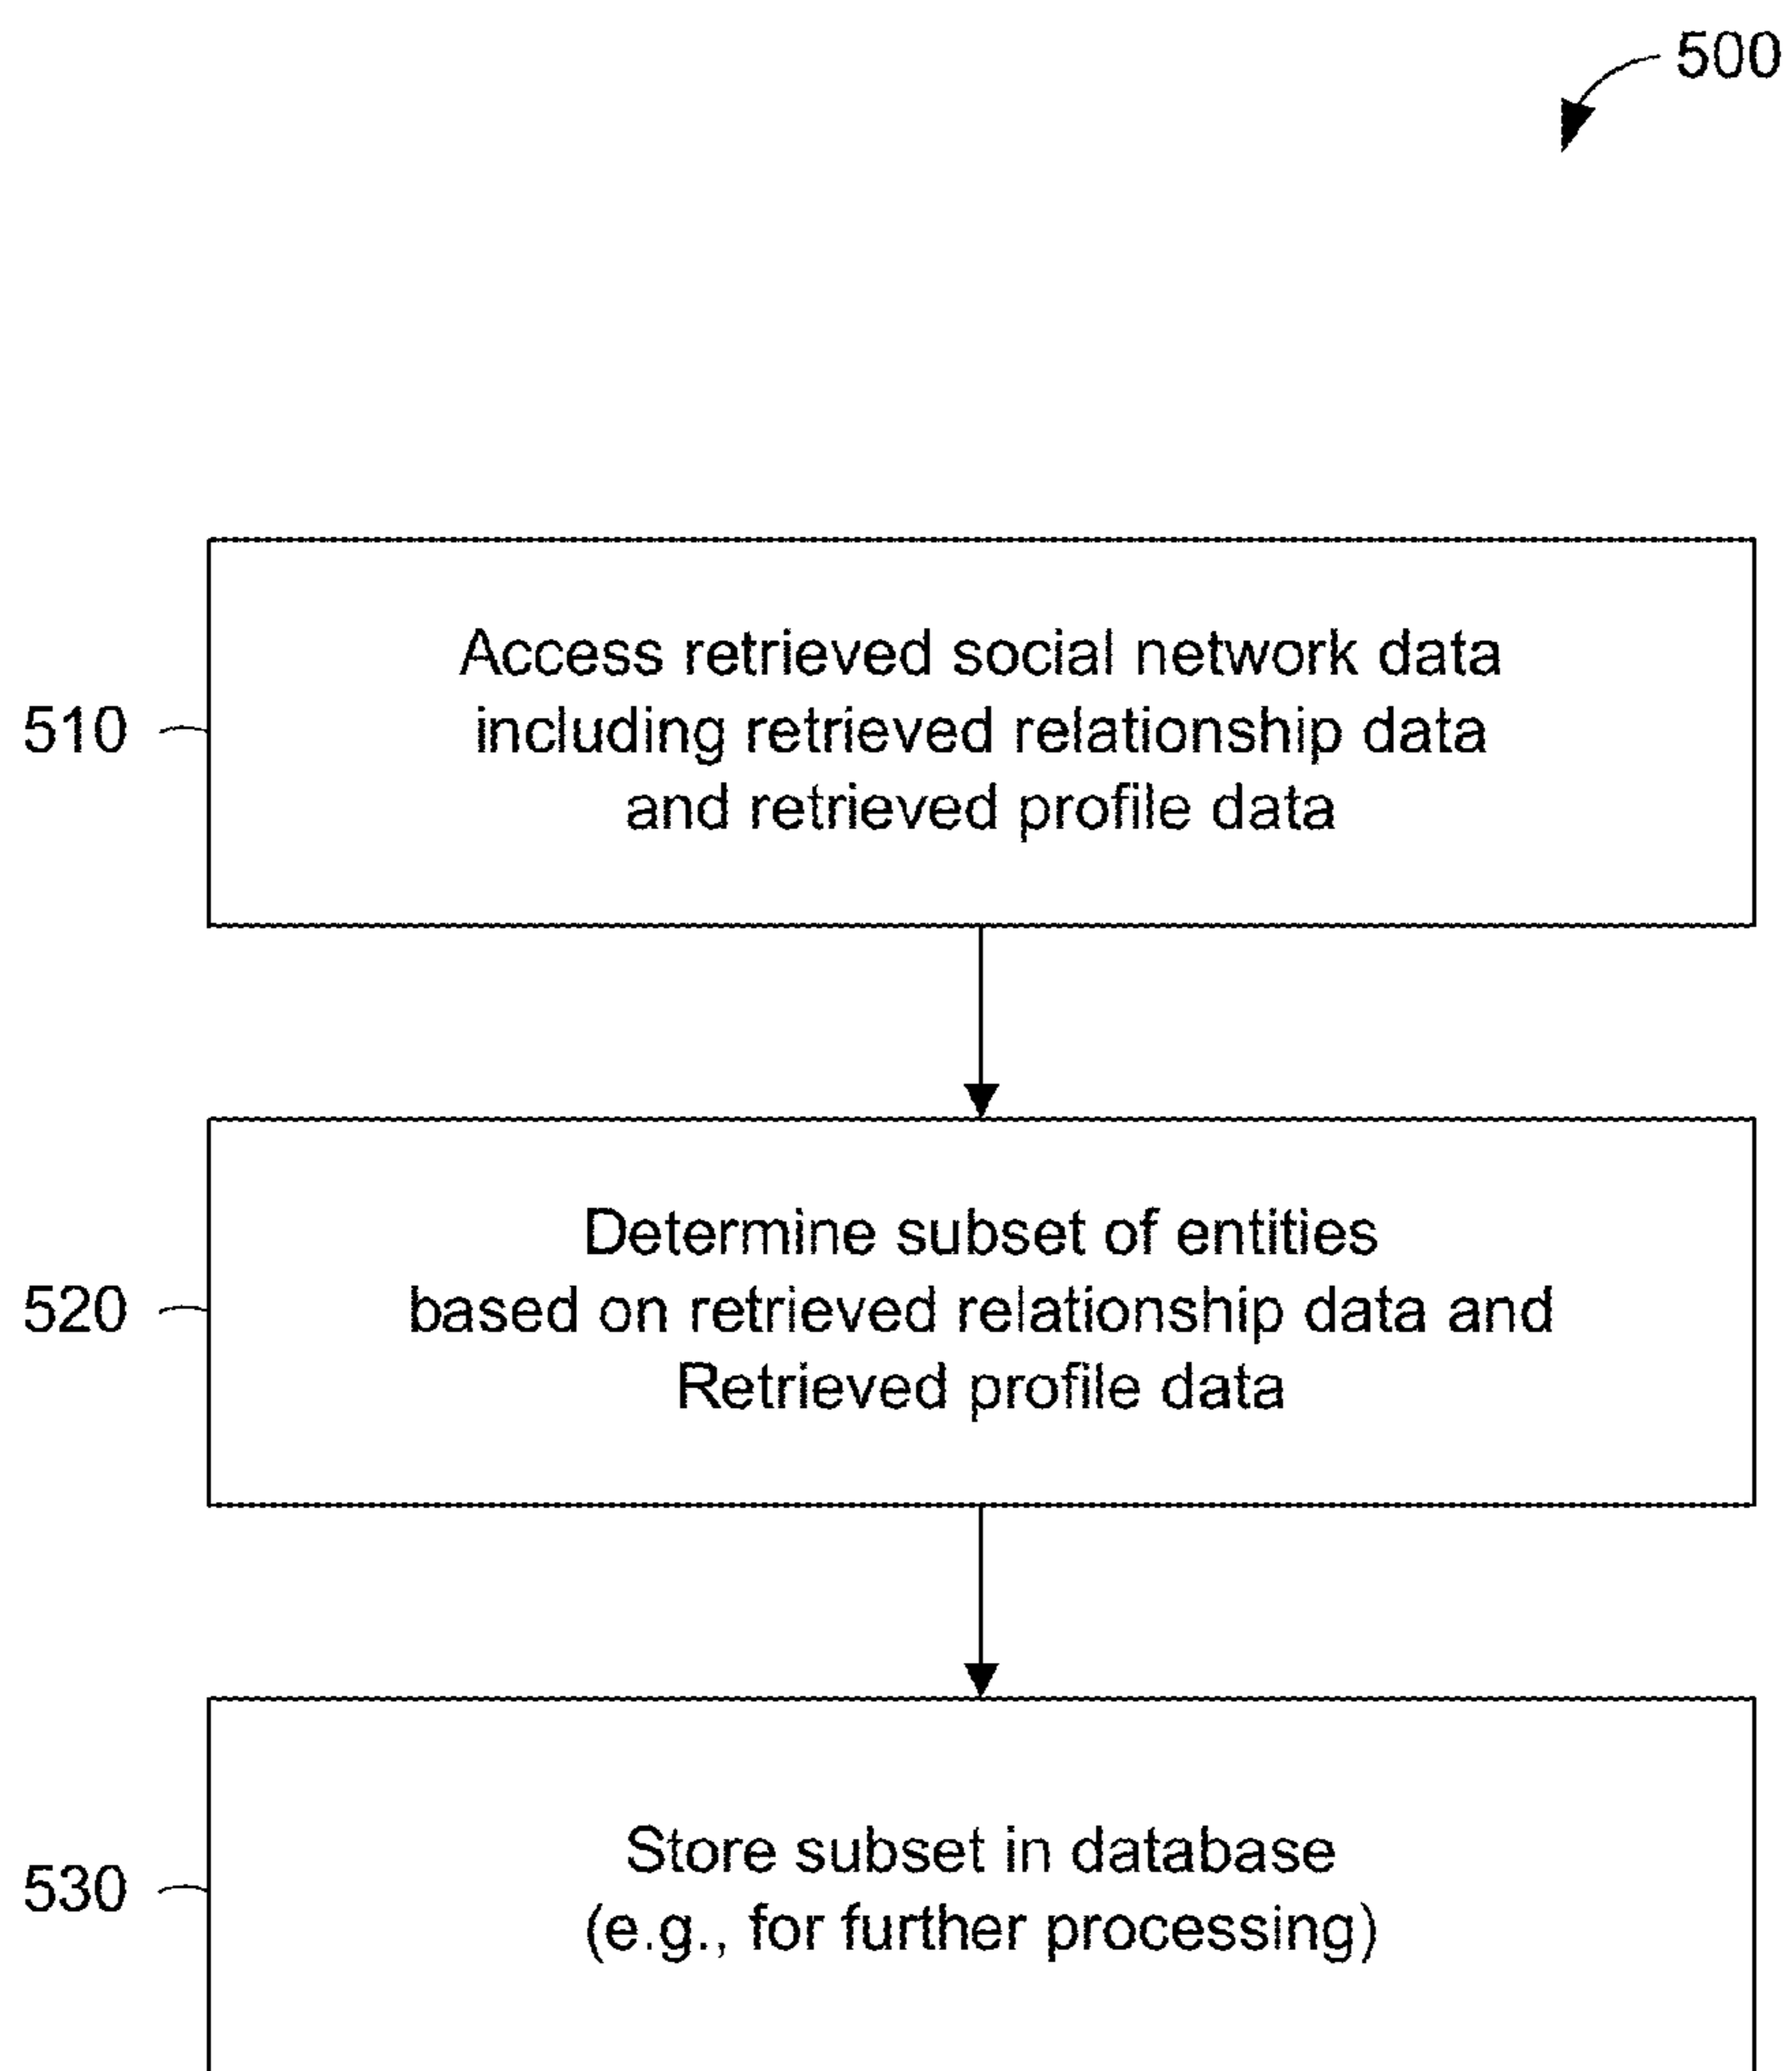 500
Access retrieved social network data
including retrieved relationship data
and retrieved profile data
510
Determine subset of entities
based on retrieved relationship data and
Retrieved profile data
520
Store subset in database
(e.g., for further processing)
530